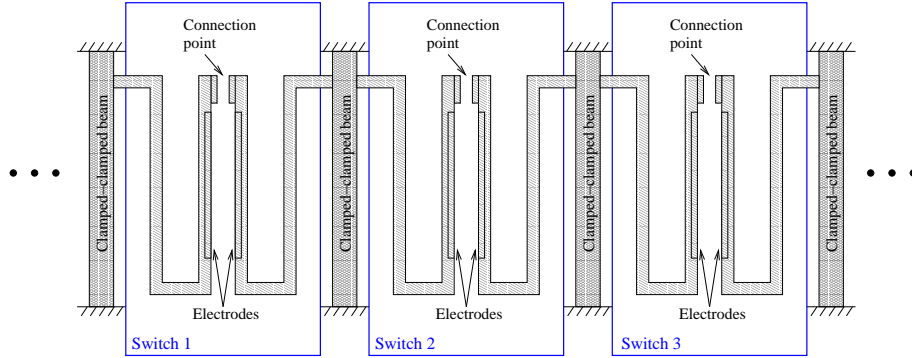 Connection
point
Connection
point
Connection
point
Clamped−clamped beam
Clamped−clamped beam
Clamped−clamped beam
Clamped−clamped beam
Electrodes
Electrodes
Electrodes
Switch 1
Switch 2
Switch 3